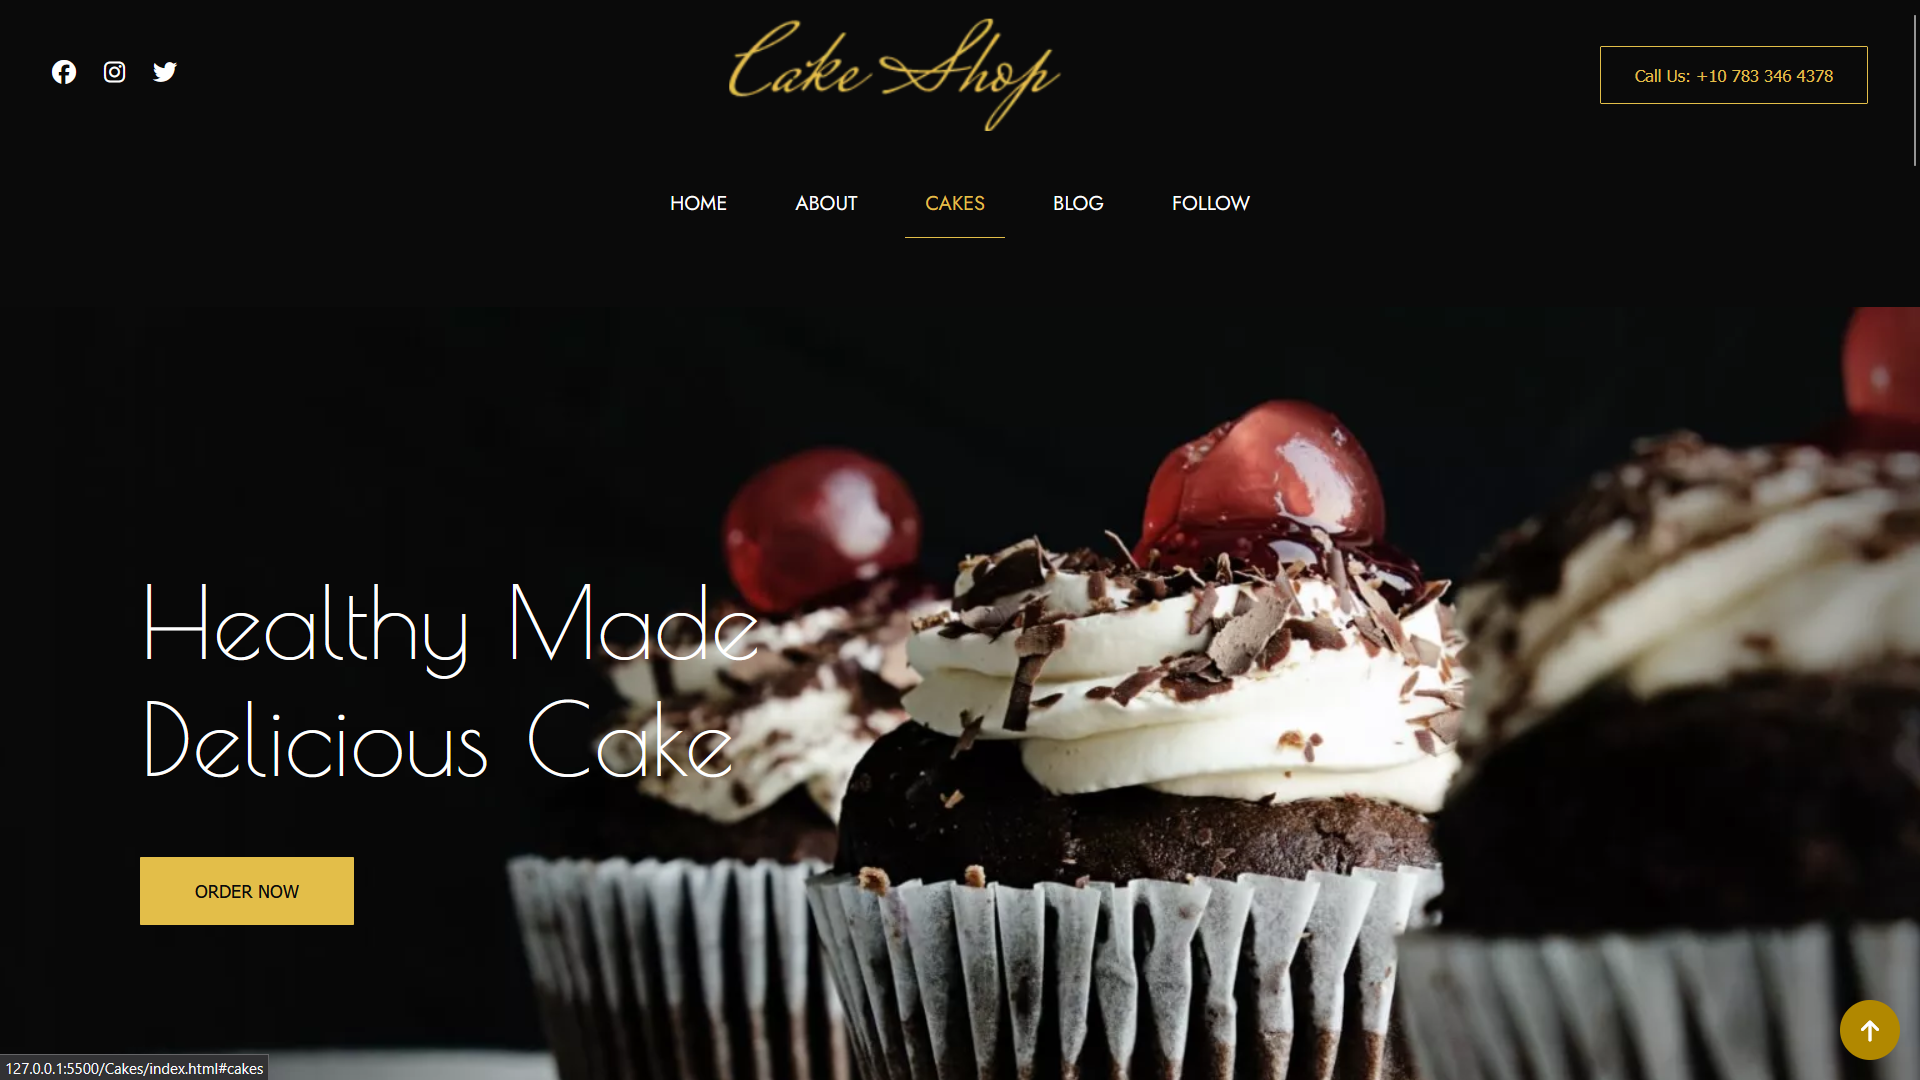 Cake Shop
Call Us: +10 783 346 4378
HOME ABOUT CAKES BLOG FOLLOW
Healthy Made
Delicious Cake
ORDER NOW
127.0.0.1:5500/Cakes/index.html#cakes